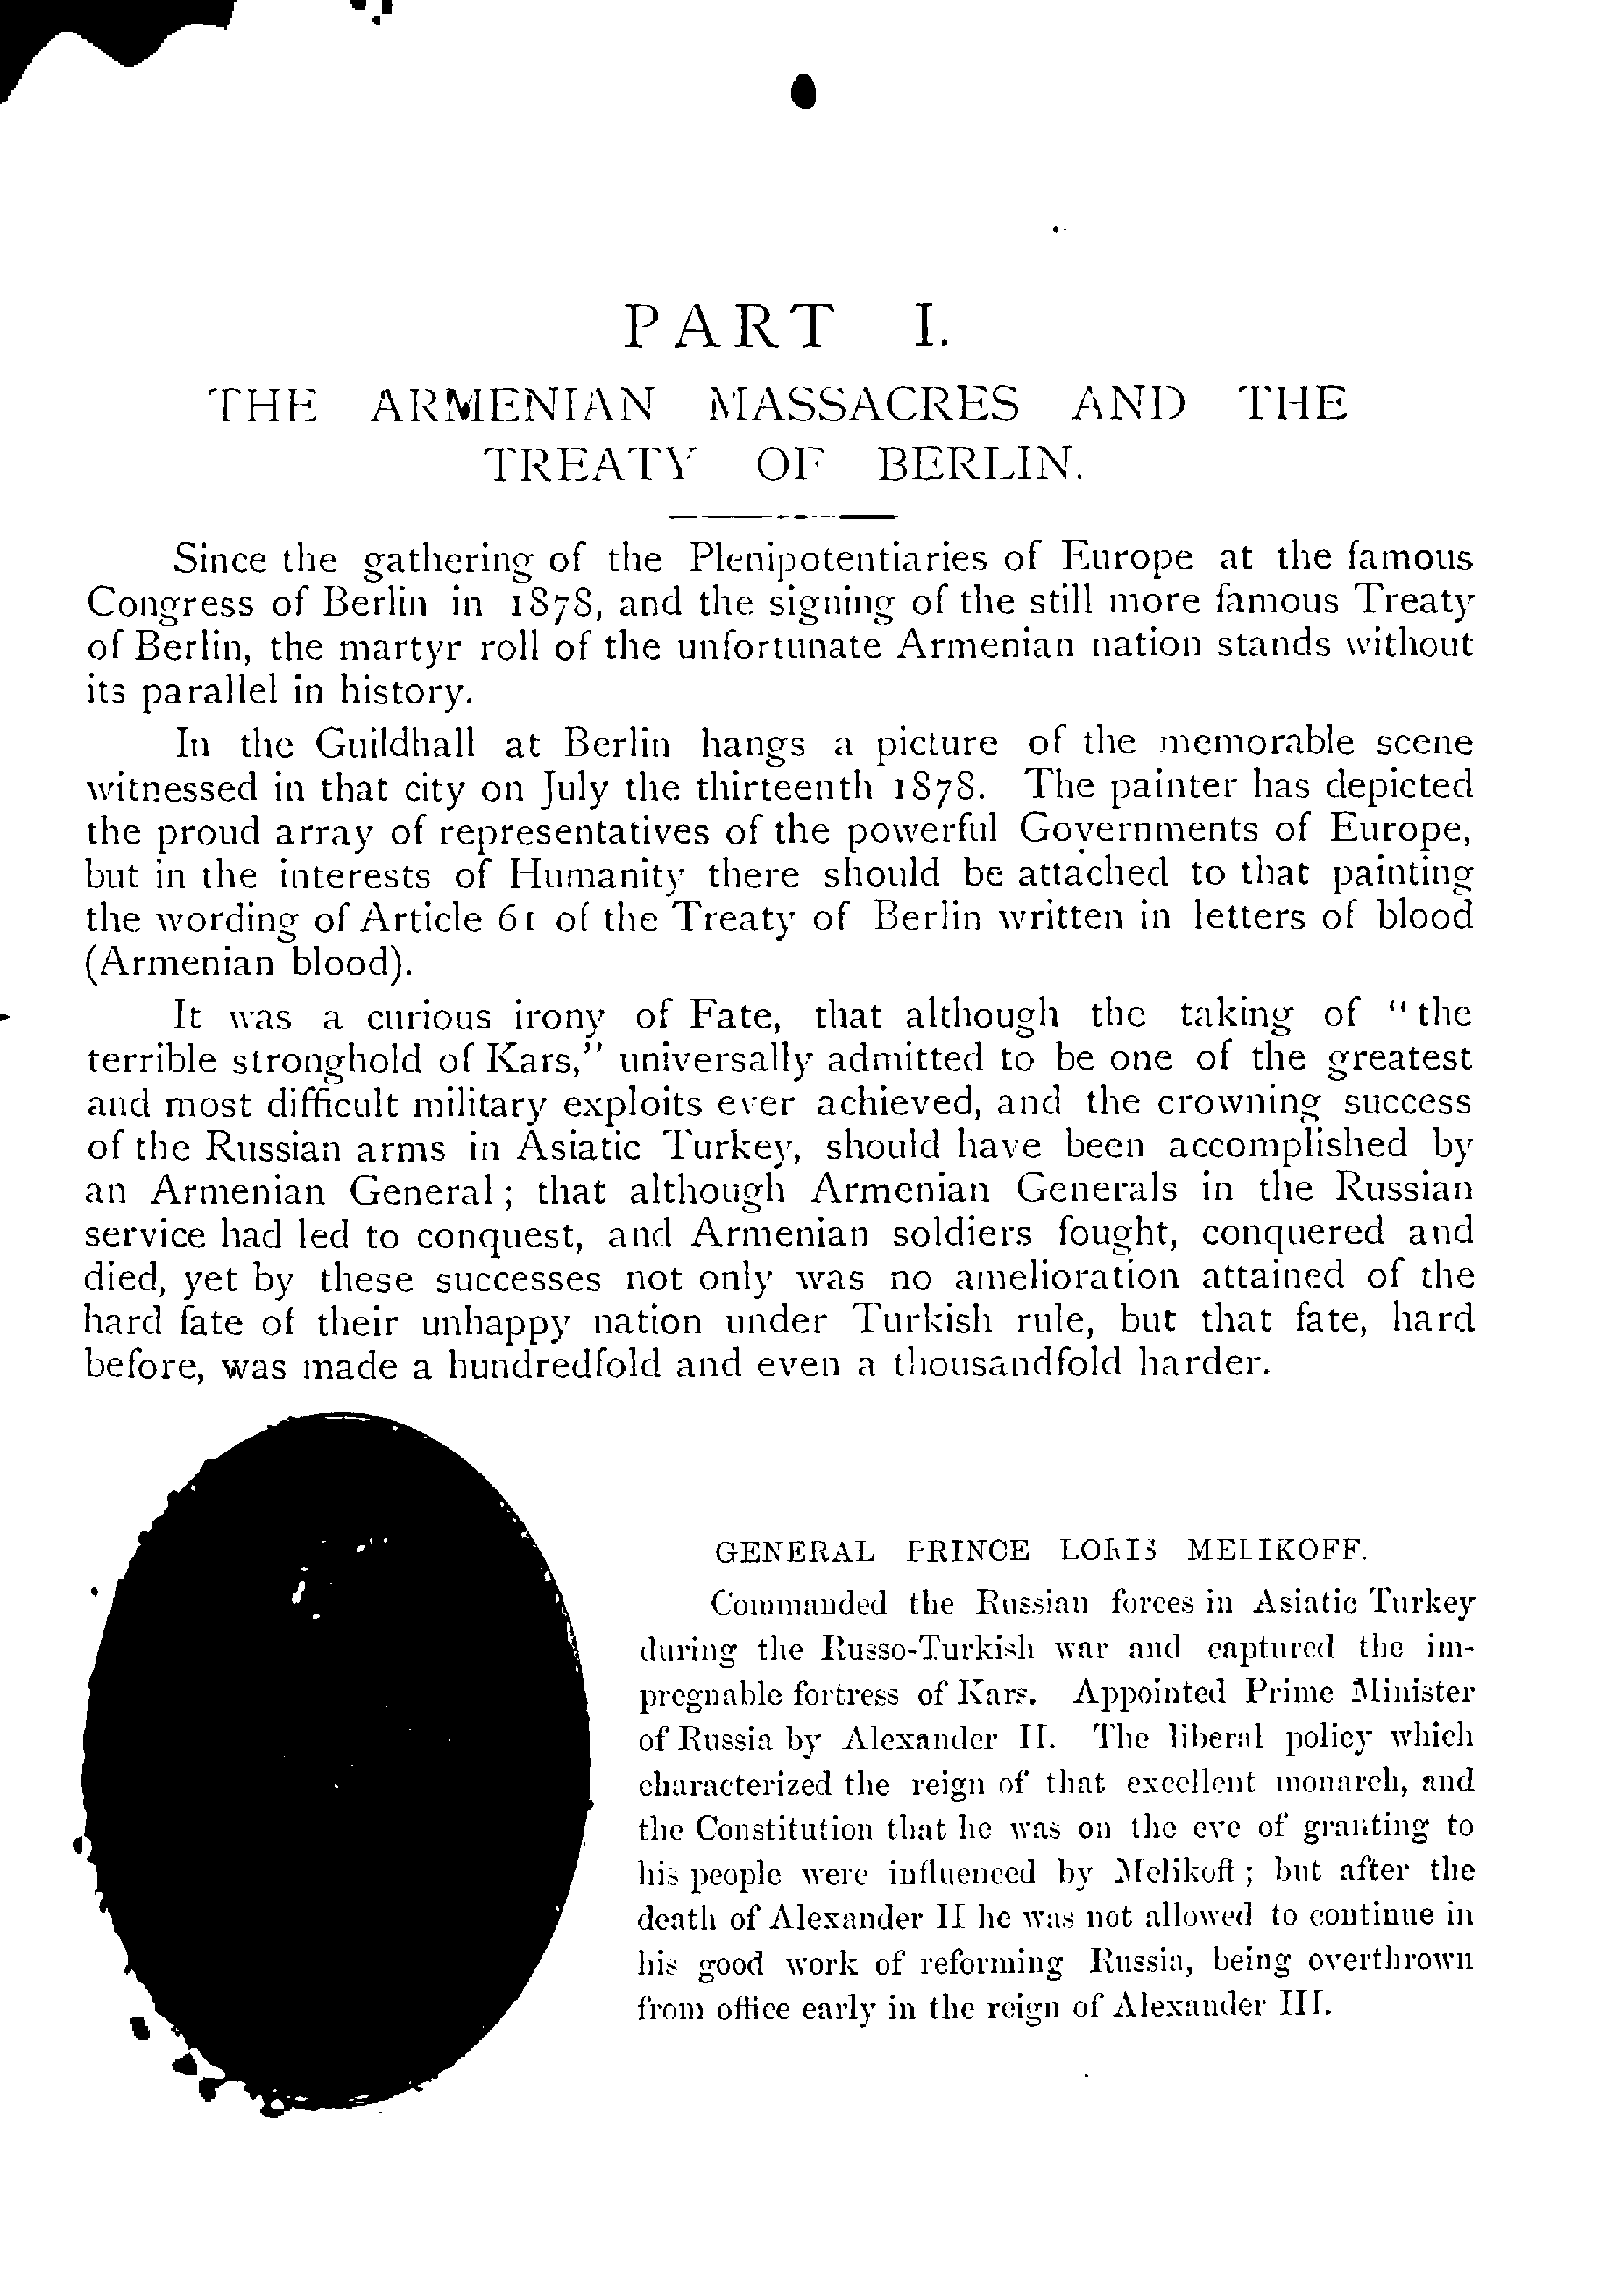 PART I.
THE ARMENIAN MASSACRES AND THE
TREATY OF BERLIN.
Since the gathering of the Plenipotentiaries of Europe at the famous
Congress of Berlin in 1878, and the signing of the still more famous Treaty
of Berlin, the martyr roll of the unfortunate Armenian nation stands without
its parallel in history.
In the Guildhall at Berlin hangs a picture of the memorable scene
witnessed in that city on July the thirteenth 1878. The painter has depicted
the proud array of representatives of the powerful Governments of Europe,
but in the interests of Humanity there should be attached to that painting
the wording of Article 61 of the Treaty of Berlin written in letters of blood
(Armenian blood).
It was a curious irony of Fate, that although the taking of "the
terrible stronghold of Kars," universally admitted to be one of the greatest
and most difficult military exploits ever achieved, and the crowning success
of the Russian arms in Asiatic Turkey, should have been accomplished by
an Armenian General; that although Armenian Generals in the Russian
service had led to conquest, and Armenian soldiers fought, conquered and
died, yet by these successes not only was no amelioration attained of the
hard fate of their unhappy nation under Turkish rule, but that fate, hard
before, was made a hundredfold and even a thousandfold harder.
GENERAL PRINCE LORIS MELIKOFF.
Commanded the Russian forces in Asiatic Turkey
during the Russo-Turkish war and captured the im-
pregnable fortress of Kars. Appointed Prime Minister
of Russia by Alexander II. The liberal policy which
characterized the reign of that excellent monarch, and
the Constitution that he was on the eve of granting to
his people were influenced by Melikoff; but after the
death of Alexander II he was not allowed to continue in
his good work of reforming Russia, being overthrown
from office early in the reign of Alexander III.